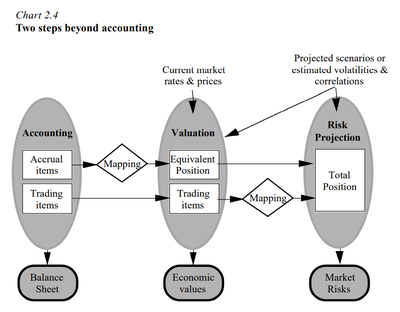 Chart 2.4
Two steps beyond accounting
Current market
rates & prices
Projected scenarios or
estimated volatilities &
correlations
Accounting
Valuation
Risk
Projection
Accrual
items
Mapping
Equivalent
Position
Total
Position
Trading
items
Trading
items
Mapping
Balance
Sheet
Economic
values
Market
Risks